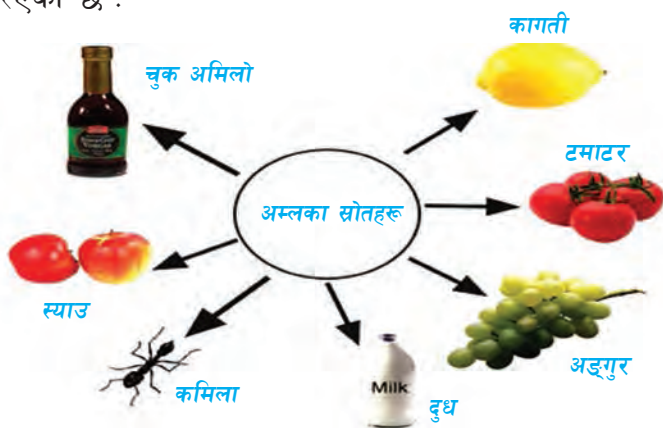 चुक अमिलो
कागती
टमाटर
अम्लका स्रोतहरू
स्याउ
अङ्गुर
कमिला
Milk
दुध